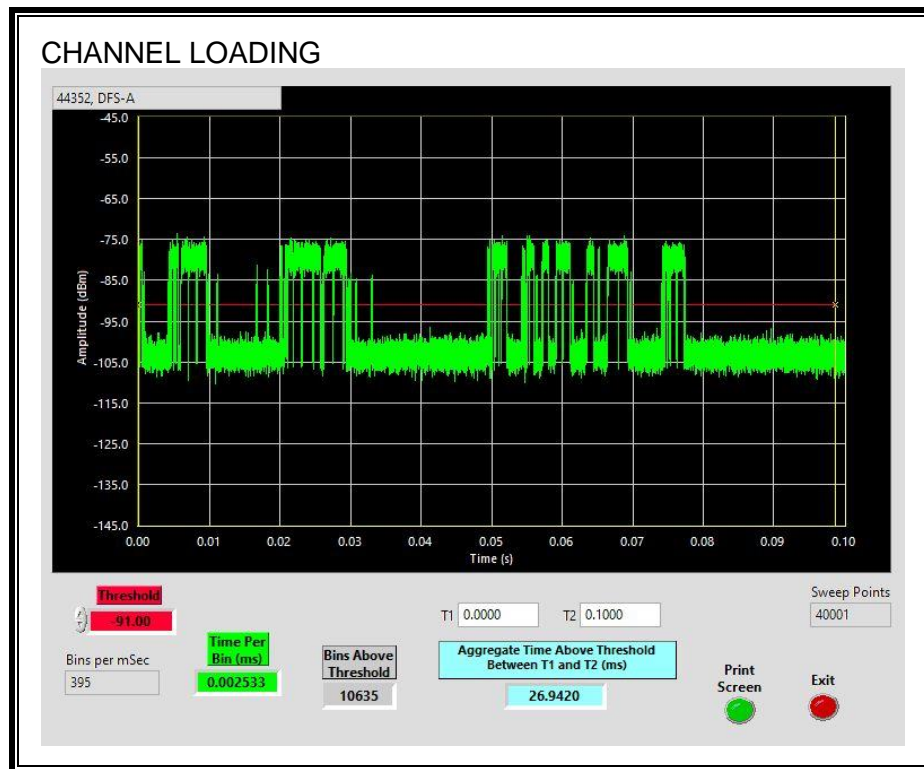 CHANNEL LOADING
44352, DFS-A
-45.0
-55.0
-65.0
-75.0
-85.0
-95.0
-105.0
-115.0
-125.0
-135.0
-145.0
Amplitude (dBm)
0.00 0.01 0.02 0.03 0.04 0.05 0.06 0.07 0.08 0.09 0.10
Time (s)
Threshold
-91.00
T1 0.0000 T2 0.1000
Sweep Points
40001
Bins per mSec
395
Time Per
Bin (ms)
0.002533
Bins Above
Threshold
10635
Aggregate Time Above Threshold
Between T1 and T2 (ms)
26.9420
Print
Screen
Exit